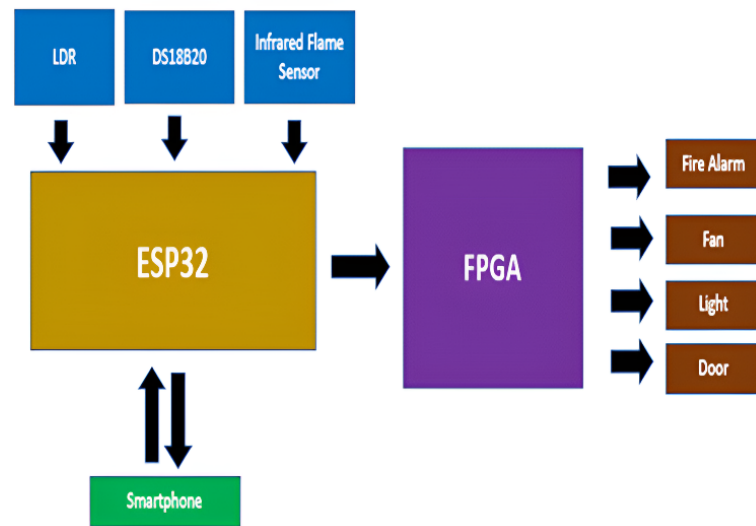 LDR
DS18B20
Infrared Flame
Sensor
ESP32
FPGA
Fire Alarm
Fan
Light
Door
Smartphone